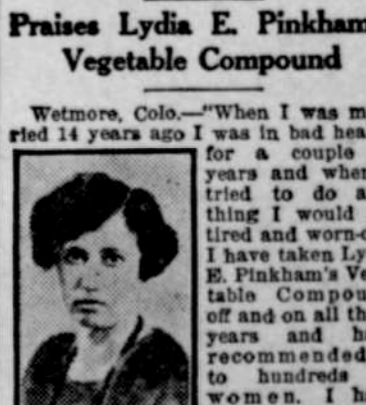 Praises Lydia E. Pinkham
Vegetable Compound
Wetmore, Colo.—"When I was m
ried 14 years ago I was in bad hea
for a couple
years and when
tried to do a
thing I would
tired and worn-o
I have taken Ly
E. Pinkham's Ve
table Compou
off and on all th
years and h
recommended
to hundreds
women. I h